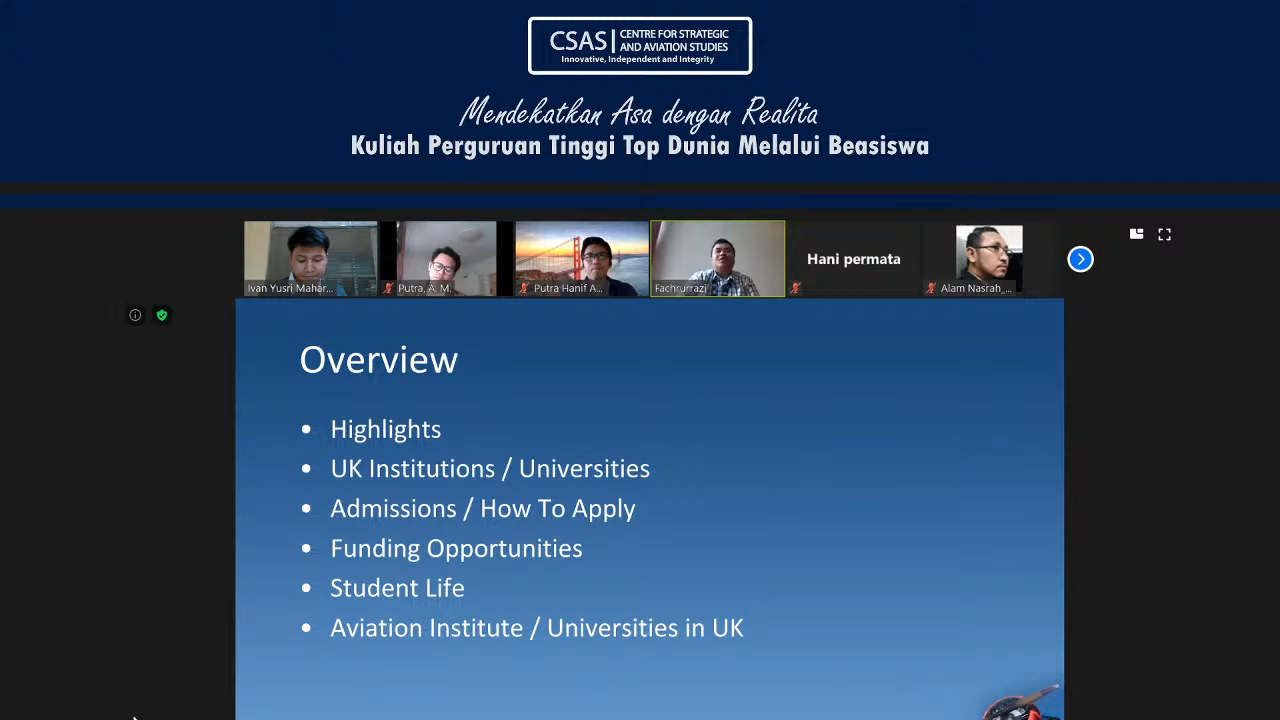 CSAS | CENTRE FOR STRATEGIC
AND AVIATION STUDIES
Innovative, Independent and Integrity
Mendekatkan Asa dengan Realita
Kuliah Perguruan Tinggi Top Dunia Melalui Beasiswa
Ivan Yusri Mahar...
Putra, A. M.
Putra Hanif A...
Fachrurrazi
Hani permata
Alam Nasrah_...
Overview
• Highlights
• UK Institutions / Universities
• Admissions / How To Apply
• Funding Opportunities
• Student Life
• Aviation Institute / Universities in UK